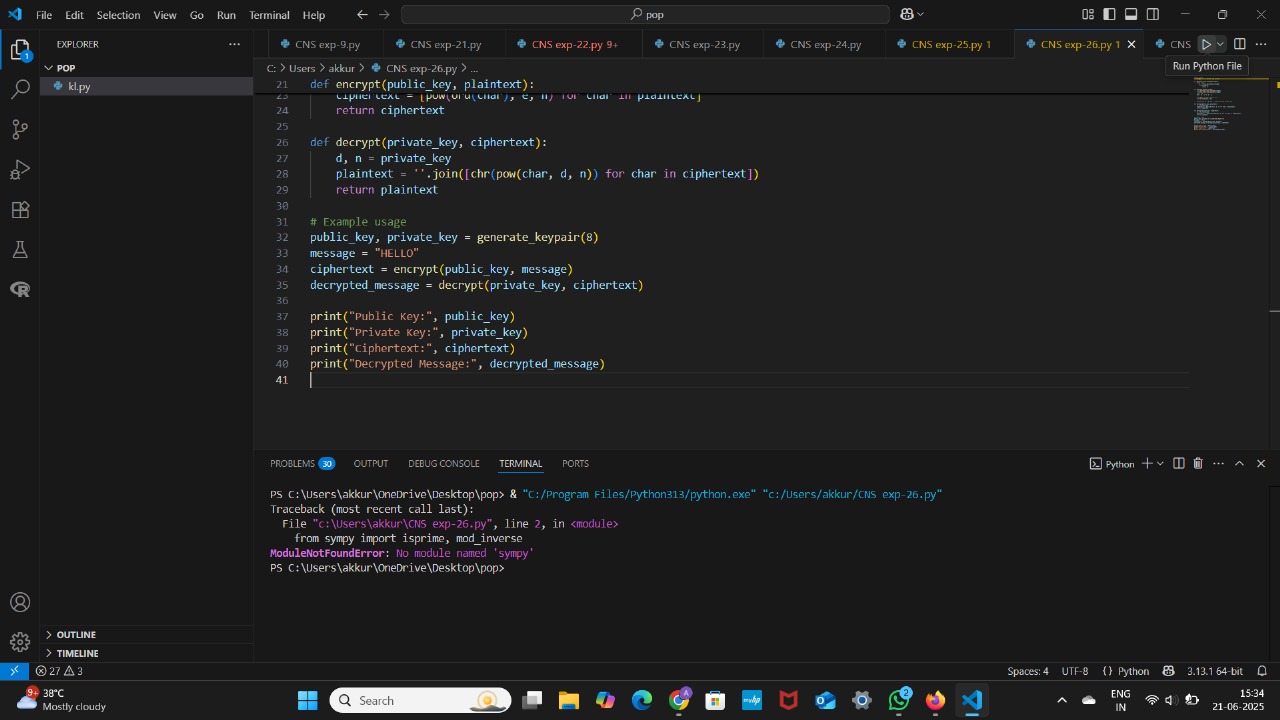 File Edit Selection View Go Run Terminal Help
pop
EXPLORER
CNS exp-9.py CNS exp-21.py CNS exp-22.py 9+ CNS exp-23.py CNS exp-24.py CNS exp-25.py 1 CNS exp-26.py 1 CNS
Run Python File
POP
kl.py
C: > Users > akkur > CNS exp-26.py > ...
21 def encrypt(public_key, plaintext):
23 ciphertext = [pow(ord(char), e, n) for char in plaintext]
24 return ciphertext
25
26 def decrypt(private_key, ciphertext):
27 d, n = private_key
28 plaintext = ''.join([chr(pow(char, d, n)) for char in ciphertext])
29 return plaintext
30
31 # Example usage
32 public_key, private_key = generate_keypair(8)
33 message = "HELLO"
34 ciphertext = encrypt(public_key, message)
35 decrypted_message = decrypt(private_key, ciphertext)
36
37 print("Public Key:", public_key)
38 print("Private Key:", private_key)
39 print("Ciphertext:", ciphertext)
40 print("Decrypted Message:", decrypted_message)
41
PROBLEMS 30 OUTPUT DEBUG CONSOLE TERMINAL PORTS
Python
PS C:\Users\akkur\OneDrive\Desktop\pop> & "C:/Program Files/Python313/python.exe" "c:/Users/akkur/CNS exp-26.py"
Traceback (most recent call last):
File "c:\Users\akkur\CNS exp-26.py", line 2, in <module>
from sympy import isprime, mod_inverse
ModuleNotFoundError: No module named 'sympy'
PS C:\Users\akkur\OneDrive\Desktop\pop>
OUTLINE
TIMELINE
27 3
Spaces: 4 UTF-8 {} Python 3.13.1 64-bit
9+ 38°C
Mostly cloudy
Search
ENG
IN
15:34
21-06-2025